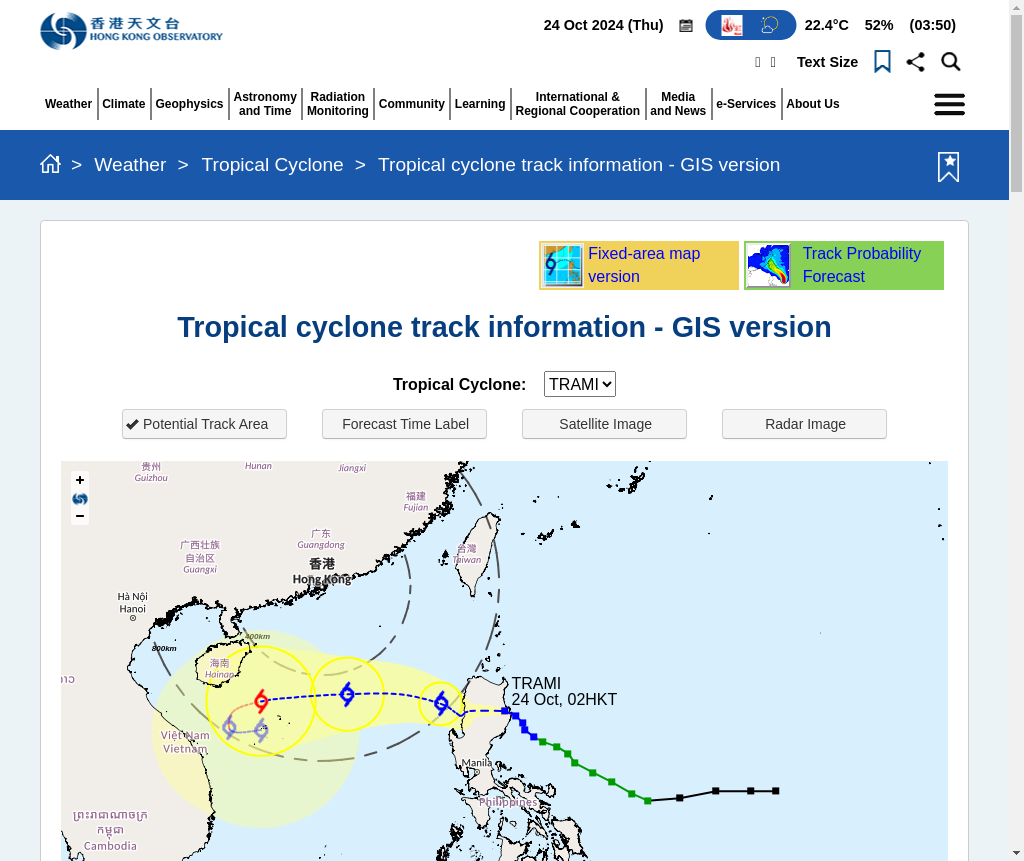 香港天文台
HONG KONG OBSERVATORY
24 Oct 2024 (Thu)
22.4°C 52% (03:50)
Text Size
Weather
Climate
Geophysics
Astronomy
and Time
Radiation
Monitoring
Community
Learning
International &
Regional Cooperation
Media
and News
e-Services
About Us
> Weather > Tropical Cyclone > Tropical cyclone track information - GIS version
Fixed-area map
version
Track Probability
Forecast
Tropical cyclone track information - GIS version
Tropical Cyclone: TRAMI
Potential Track Area
Forecast Time Label
Satellite Image
Radar Image
贵州
Guizhou
Hunan
Jiangxi
+
−
福建
Fujian
广西壮族
自治区
Guangxi
广东
Guangdong
香港
Hong Kong
台灣
Taiwan
Hà Nội
Hanoi
400km
800km
海南
Hainan
TRAMI
24 Oct, 02HKT
Việt Nam
Vietnam
Manila
Philippines
ព្រះរាជាណាចក្រ
កម្ពុជា
Cambodia